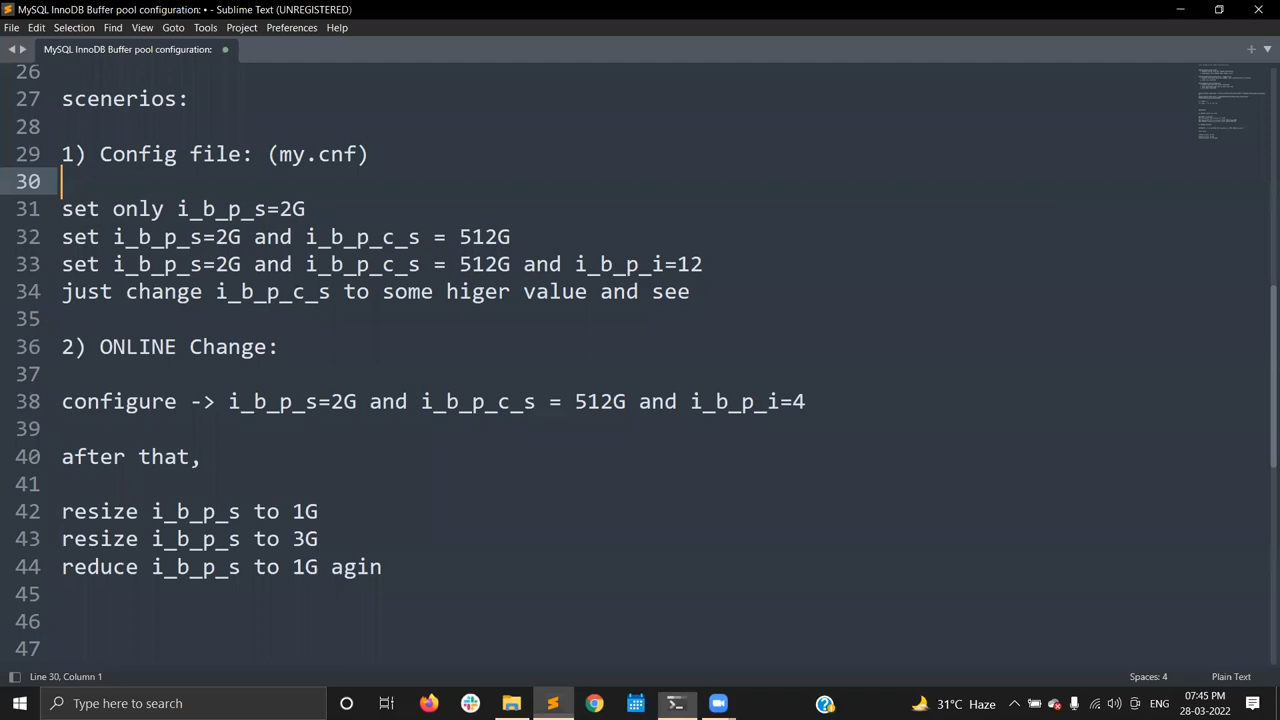 MySQL InnoDB Buffer pool configuration: • - Sublime Text (UNREGISTERED)
File Edit Selection Find View Goto Tools Project Preferences Help
MySQL InnoDB Buffer pool configuration:
26
27 scenerios:
28
29 1) Config file: (my.cnf)
30
31 set only i_b_p_s=2G
32 set i_b_p_s=2G and i_b_p_c_s = 512G
33 set i_b_p_s=2G and i_b_p_c_s = 512G and i_b_p_i=12
34 just change i_b_p_c_s to some higer value and see
35
36 2) ONLINE Change:
37
38 configure -> i_b_p_s=2G and i_b_p_c_s = 512G and i_b_p_i=4
39
40 after that,
41
42 resize i_b_p_s to 1G
43 resize i_b_p_s to 3G
44 reduce i_b_p_s to 1G agin
45
46
47
Line 30, Column 1 Spaces: 4 Plain Text
Type here to search 31°C Haze ENG 07:45 PM
28-03-2022